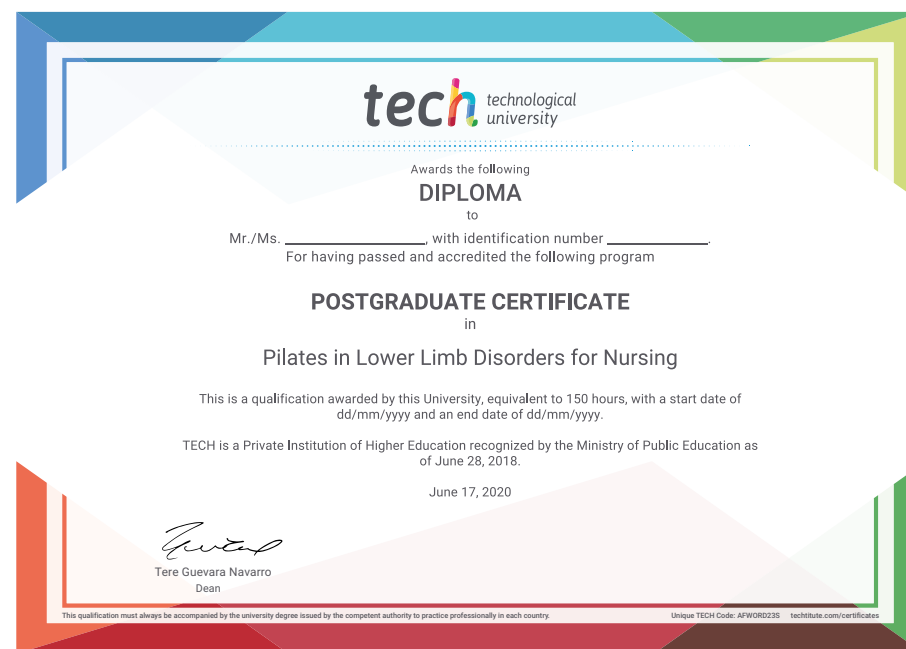 tech technological
university
Awards the following
DIPLOMA
to
Mr./Ms. ____________________, with identification number ______________.
For having passed and accredited the following program
POSTGRADUATE CERTIFICATE
in
Pilates in Lower Limb Disorders for Nursing
This is a qualification awarded by this University, equivalent to 150 hours, with a start date of
dd/mm/yyyy and an end date of dd/mm/yyyy.
TECH is a Private Institution of Higher Education recognized by the Ministry of Public Education as
of June 28, 2018.
June 17, 2020
Tere Guevara Navarro
Dean
This qualification must always be accompanied by the university degree issued by the competent authority to practice professionally in each country. Unique TECH Code: AFWORD23S techtitute.com/certificates